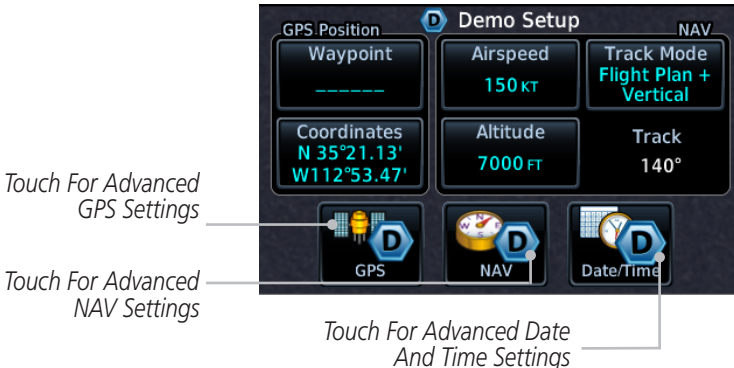 D Demo Setup
GPS Position
NAV
Waypoint
______
Airspeed
150 KT
Track Mode
Flight Plan +
Vertical
Coordinates
N 35°21.13'
W112°53.47'
Altitude
7000 FT
Track
140°
Touch For Advanced
GPS Settings
D
GPS
D
NAV
D
Date/Time
Touch For Advanced
NAV Settings
Touch For Advanced Date
And Time Settings